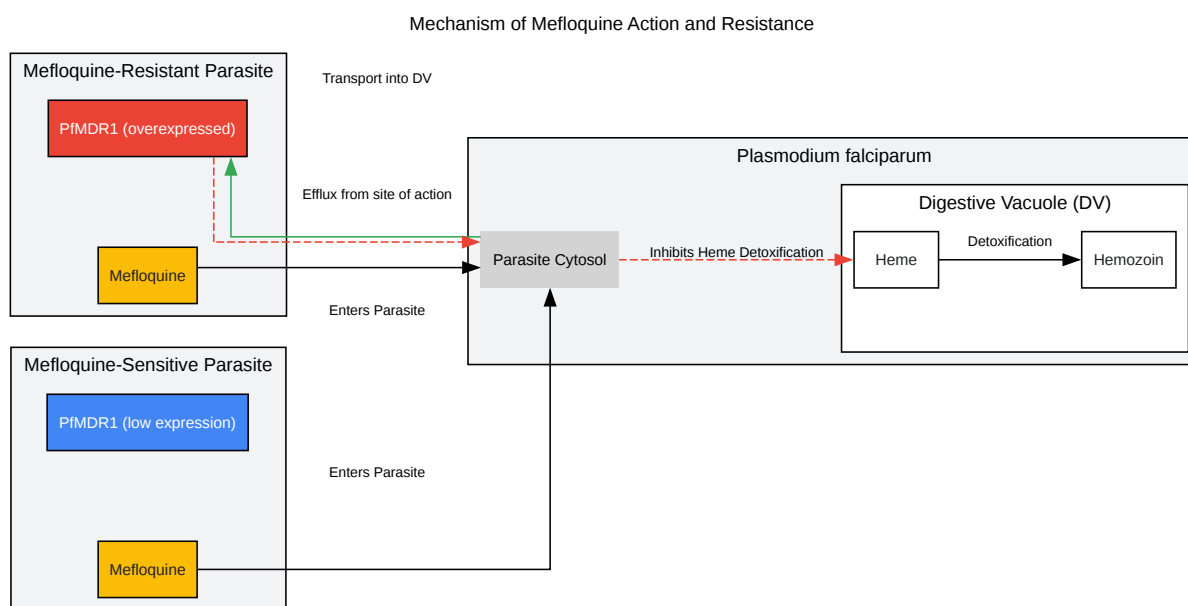 Mechanism of Mefloquine Action and Resistance
Mefloquine-Resistant Parasite
PfMDR1 (overexpressed)
Mefloquine
Transport into DV
Efflux from site of action
Enters Parasite
Plasmodium falciparum
Parasite Cytosol
Inhibits Heme Detoxification
Digestive Vacuole (DV)
Heme
Detoxification
Hemozoin
Mefloquine-Sensitive Parasite
PfMDR1 (low expression)
Enters Parasite
Mefloquine